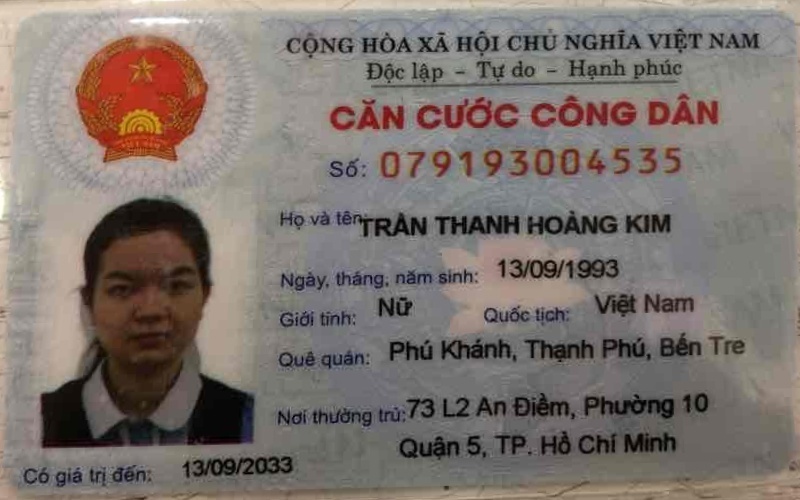 CỘNG HÒA XÃ HỘI CHỦ NGHĨA VIỆT NAM
Độc lập - Tự do - Hạnh phúc
CĂN CƯỚC CÔNG DÂN
Số: 079193004535
Họ và tên: TRẦN THANH HOÀNG KIM
Ngày, tháng, năm sinh: 13/09/1993
Giới tính: Nữ Quốc tịch: Việt Nam
Quê quán: Phú Khánh, Thạnh Phú, Bến Tre
Nơi thường trú: 73 L2 An Điềm, Phường 10
Quận 5, TP. Hồ Chí Minh
Có giá trị đến: 13/09/2033